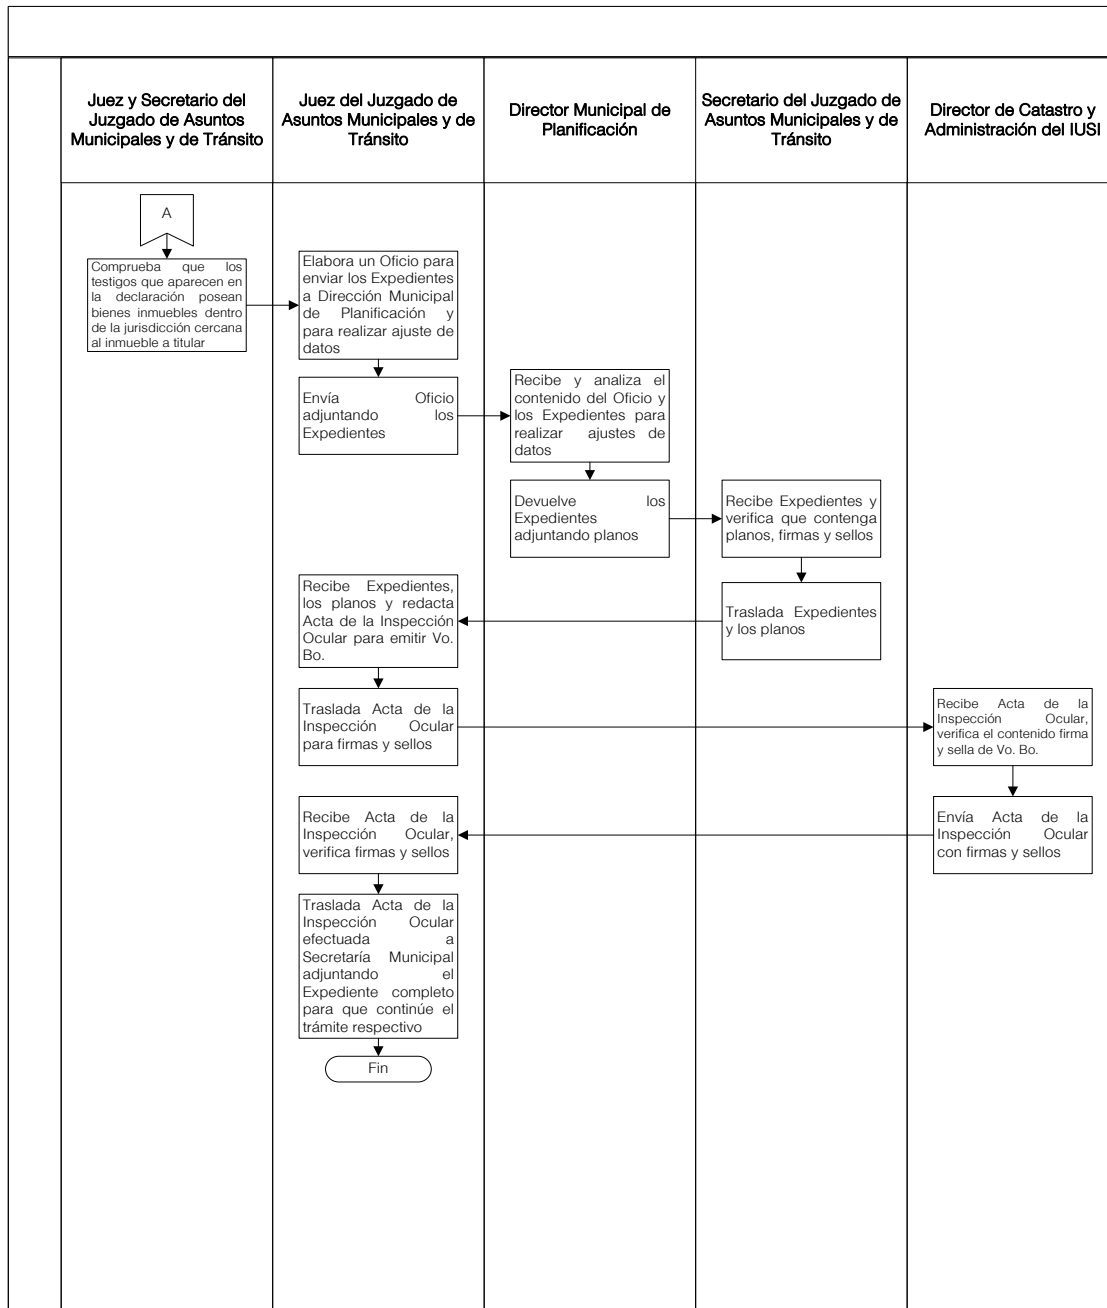 Juez y Secretario del
Juzgado de Asuntos
Municipales y de Tránsito
Juez del Juzgado de
Asuntos Municipales y de
Tránsito
Director Municipal de
Planificación
Secretario del Juzgado de
Asuntos Municipales y de
Tránsito
Director de Catastro y
Administración del IUSI
A
Comprueba que los
testigos que aparecen en
la declaración posean
bienes inmuebles dentro
de la jurisdicción cercana
al inmueble a titular
Elabora un Oficio para
enviar los Expedientes
a Dirección Municipal
de Planificación y
para realizar ajuste de
datos
Envía Oficio
adjuntando los
Expedientes
Recibe y analiza el
contenido del Oficio y
los Expedientes para
realizar ajustes de
datos
Devuelve los
Expedientes
adjuntando planos
Recibe Expedientes y
verifica que contenga
planos, firmas y sellos
Traslada Expedientes
y los planos
Recibe Expedientes,
los planos y redacta
Acta de la Inspección
Ocular para emitir Vo.
Bo.
Traslada Acta de la
Inspección Ocular
para firmas y sellos
Recibe Acta de la
Inspección Ocular,
verifica el contenido firma
y sella de Vo. Bo.
Envía Acta de la
Inspección Ocular
con firmas y sellos
Recibe Acta de la
Inspección Ocular,
verifica firmas y sellos
Traslada Acta de la
Inspección Ocular
efectuada a
Secretaría Municipal
adjuntando el
Expediente completo
para que continúe el
trámite respectivo
Fin